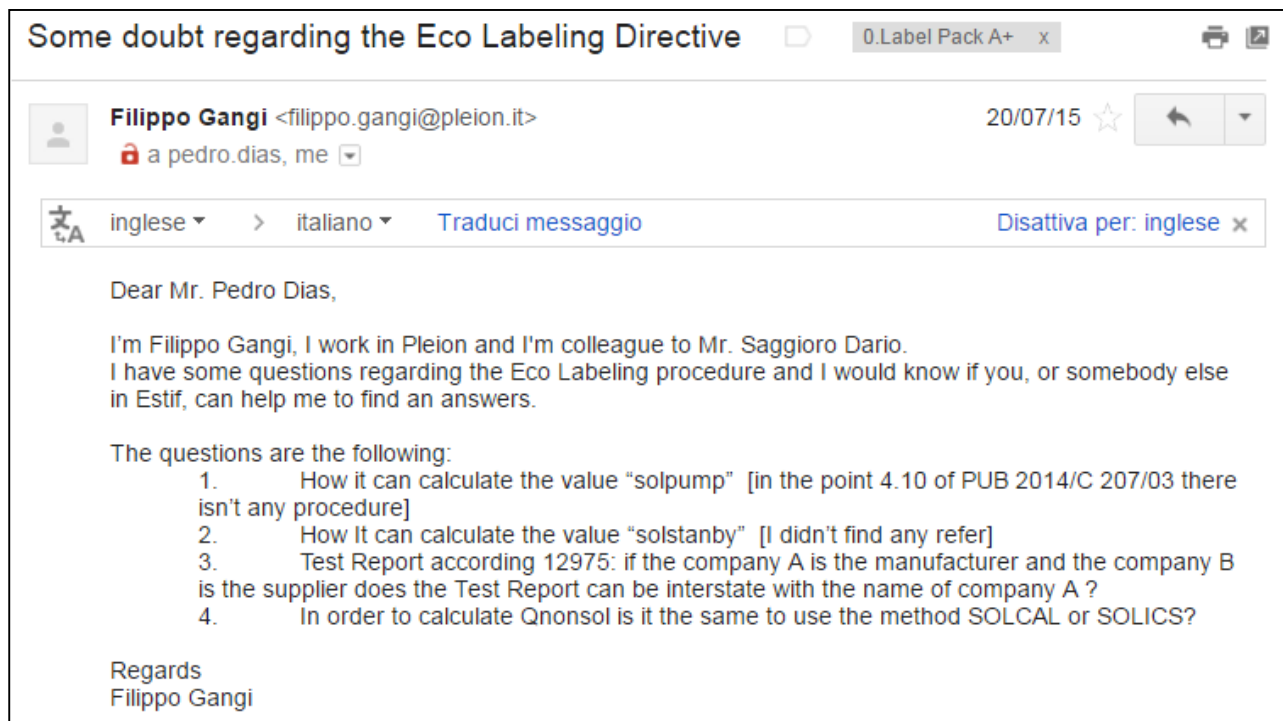 Some doubt regarding the Eco Labeling Directive 0.Label Pack A+ x
Filippo Gangi <filippo.gangi@pleion.it> 20/07/15
a pedro.dias, me
inglese > italiano Traduci messaggio Disattiva per: inglese x
Dear Mr. Pedro Dias,
I'm Filippo Gangi, I work in Pleion and I'm colleague to Mr. Saggioro Dario.
I have some questions regarding the Eco Labeling procedure and I would know if you, or somebody else
in Estif, can help me to find an answers.
The questions are the following:
1. How it can calculate the value “solpump” [in the point 4.10 of PUB 2014/C 207/03 there
isn’t any procedure]
2. How It can calculate the value “solstanby” [I didn’t find any refer]
3. Test Report according 12975: if the company A is the manufacturer and the company B
is the supplier does the Test Report can be interstate with the name of company A ?
4. In order to calculate Qnonsol is it the same to use the method SOLCAL or SOLICS?
Regards
Filippo Gangi